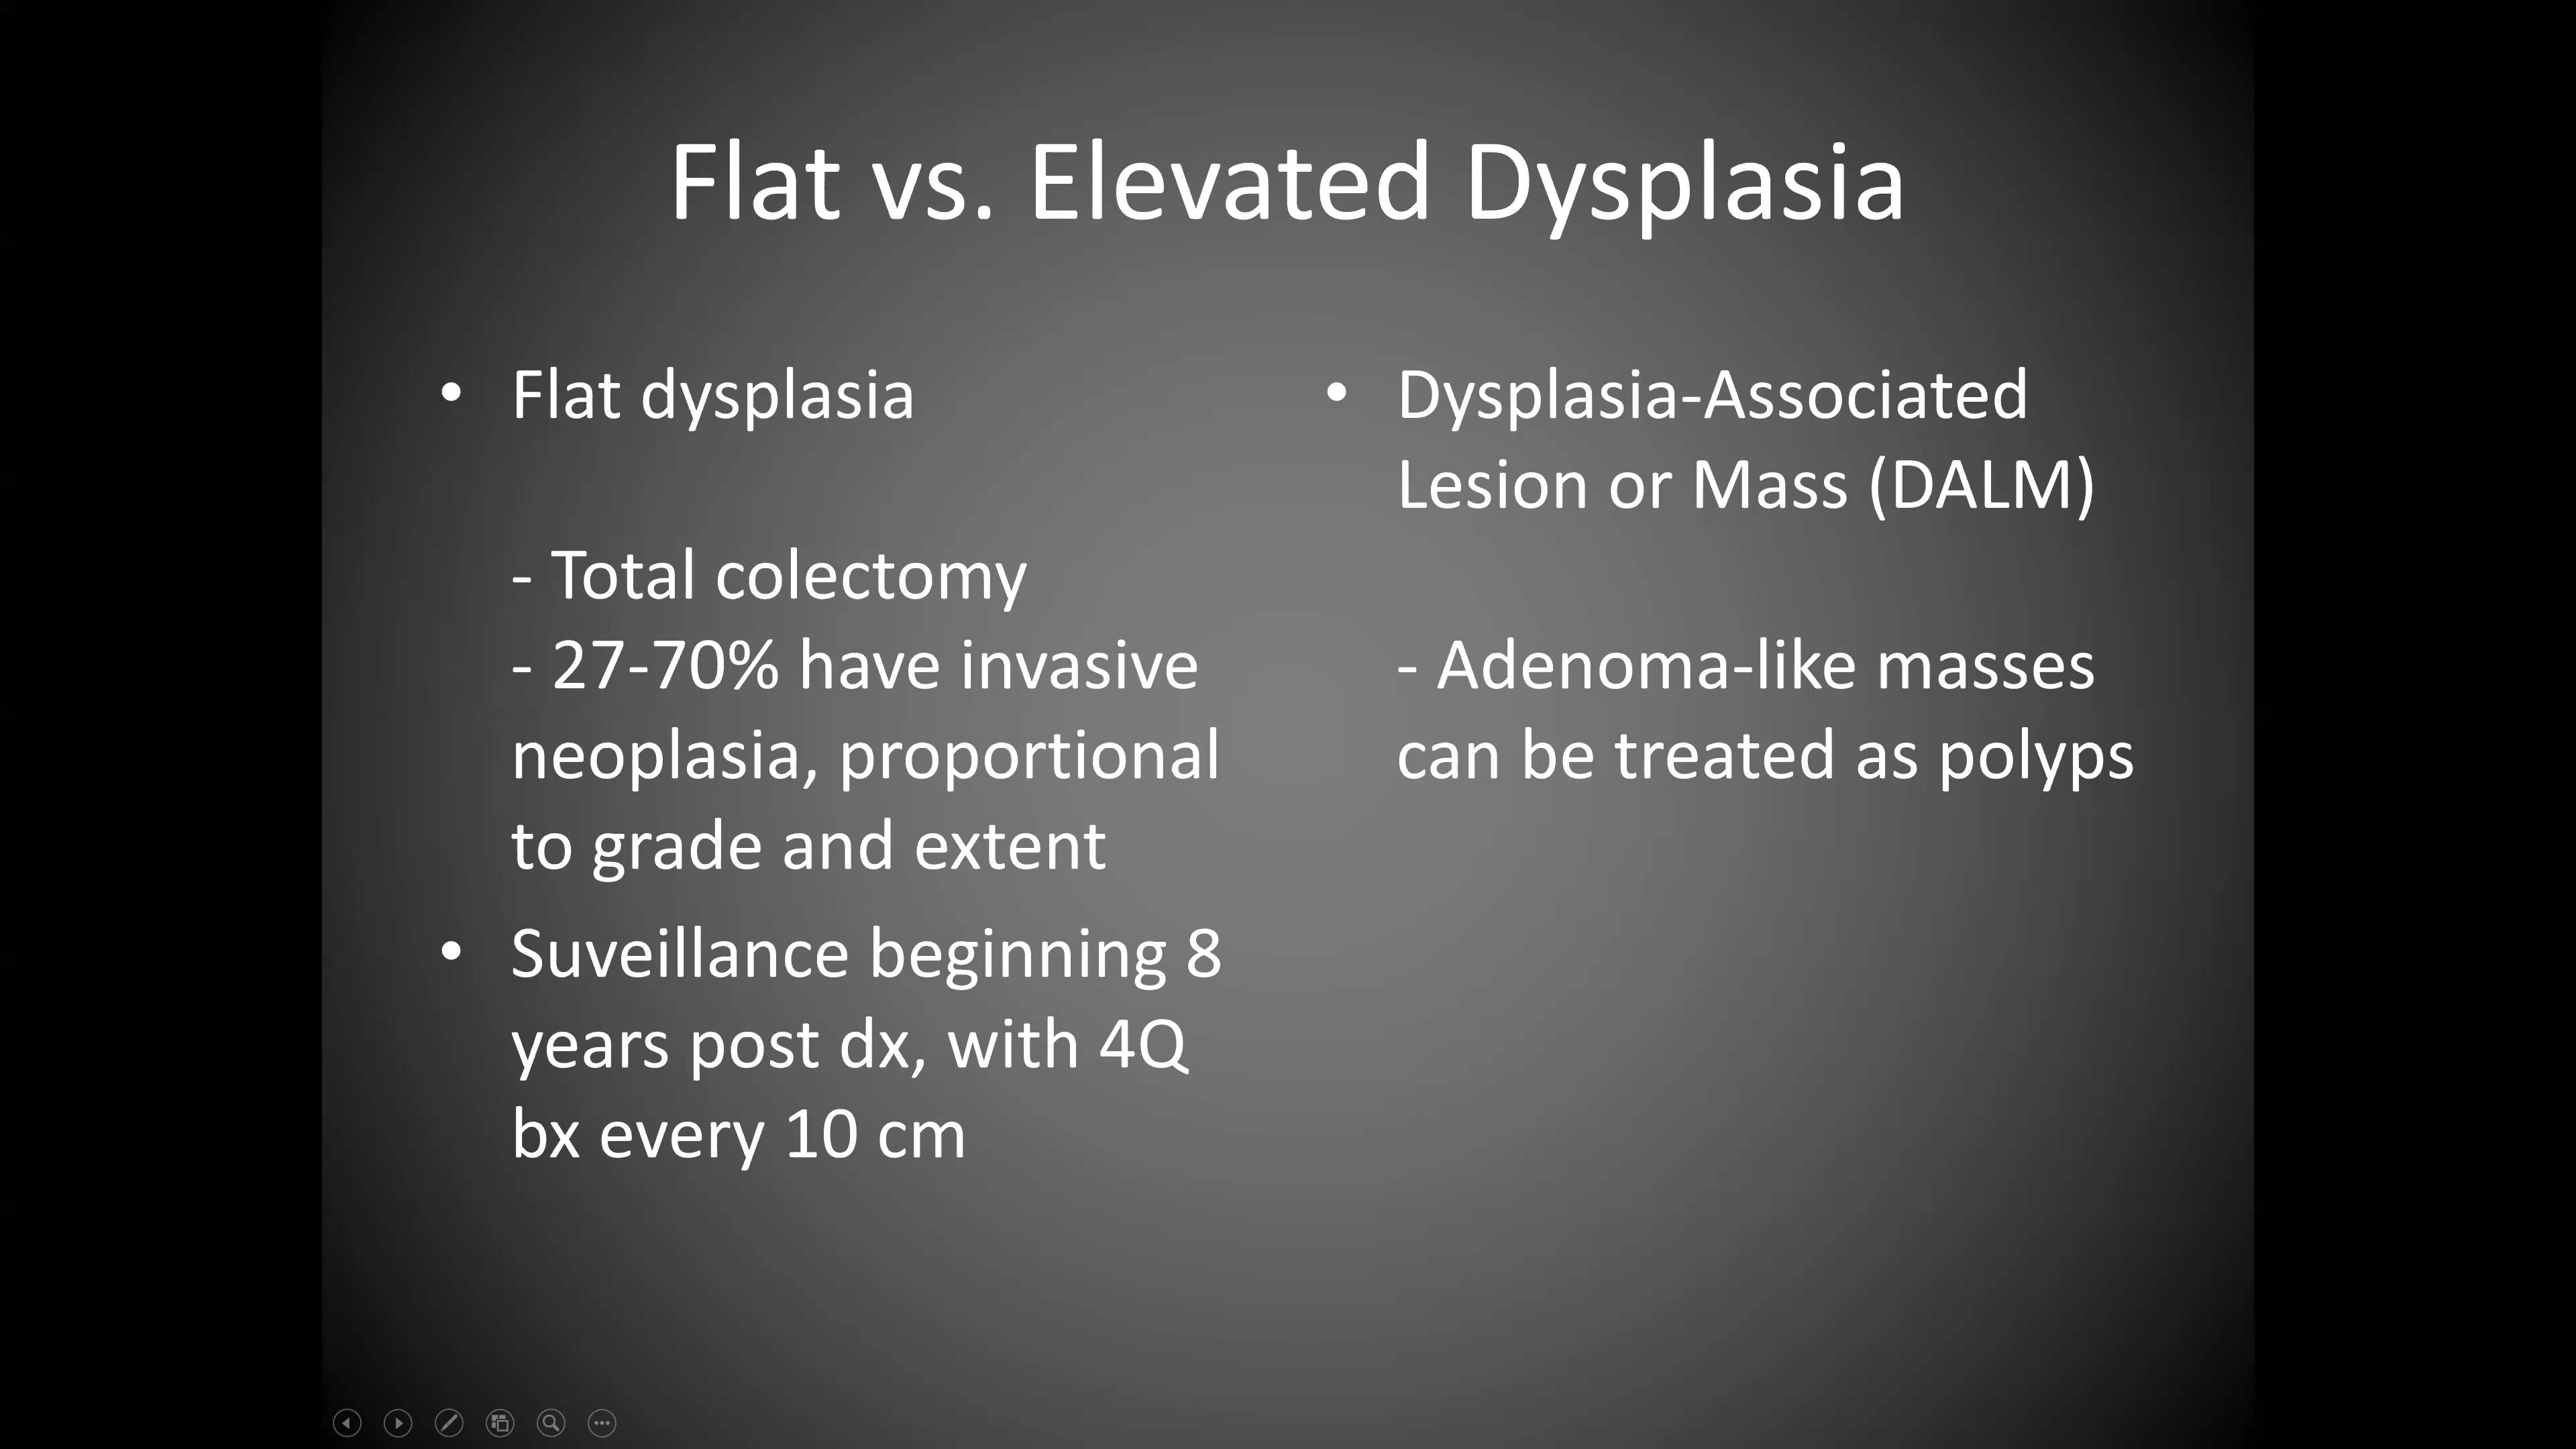 Flat vs. Elevated Dysplasia
• Flat dysplasia
- Total colectomy
- 27-70% have invasive
neoplasia, proportional
to grade and extent
• Suveillance beginning 8
years post dx, with 4Q
bx every 10 cm
• Dysplasia-Associated
Lesion or Mass (DALM)
- Adenoma-like masses
can be treated as polyps